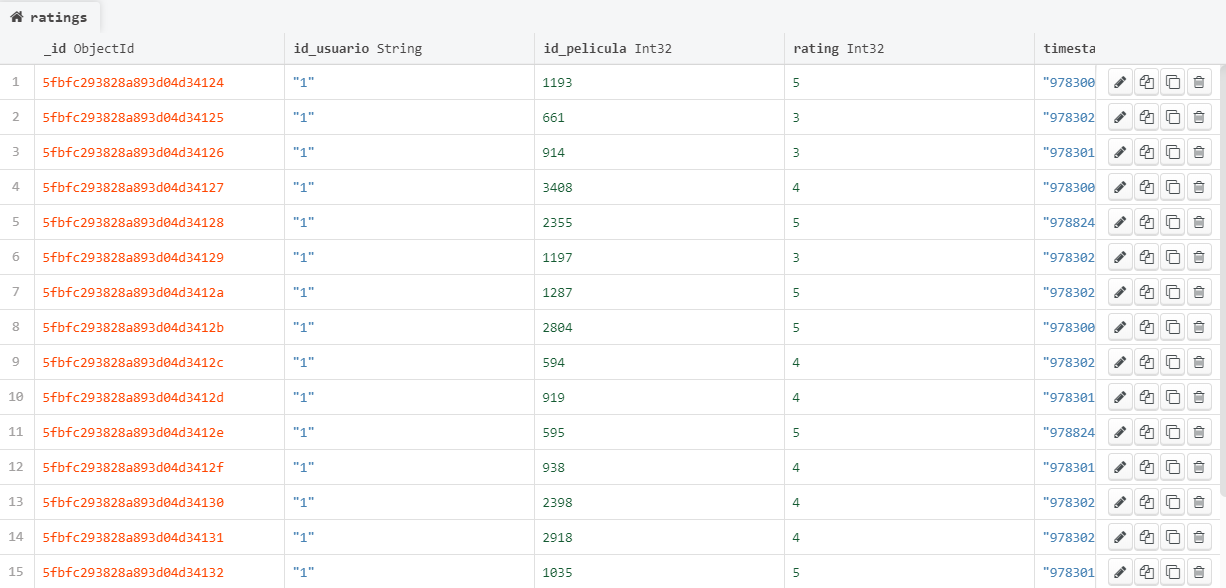 ratings
_id ObjectId id_usuario String id_pelicula Int32 rating Int32 timesta
1 5fbfc293828a893d04d34124 "1" 1193 5 "978300
2 5fbfc293828a893d04d34125 "1" 661 3 "978302
3 5fbfc293828a893d04d34126 "1" 914 3 "978301
4 5fbfc293828a893d04d34127 "1" 3408 4 "978300
5 5fbfc293828a893d04d34128 "1" 2355 5 "978824
6 5fbfc293828a893d04d34129 "1" 1197 3 "978302
7 5fbfc293828a893d04d3412a "1" 1287 5 "978302
8 5fbfc293828a893d04d3412b "1" 2804 5 "978300
9 5fbfc293828a893d04d3412c "1" 594 4 "978302
10 5fbfc293828a893d04d3412d "1" 919 4 "978301
11 5fbfc293828a893d04d3412e "1" 595 5 "978824
12 5fbfc293828a893d04d3412f "1" 938 4 "978301
13 5fbfc293828a893d04d34130 "1" 2398 4 "978302
14 5fbfc293828a893d04d34131 "1" 2918 4 "978302
15 5fbfc293828a893d04d34132 "1" 1035 5 "978301